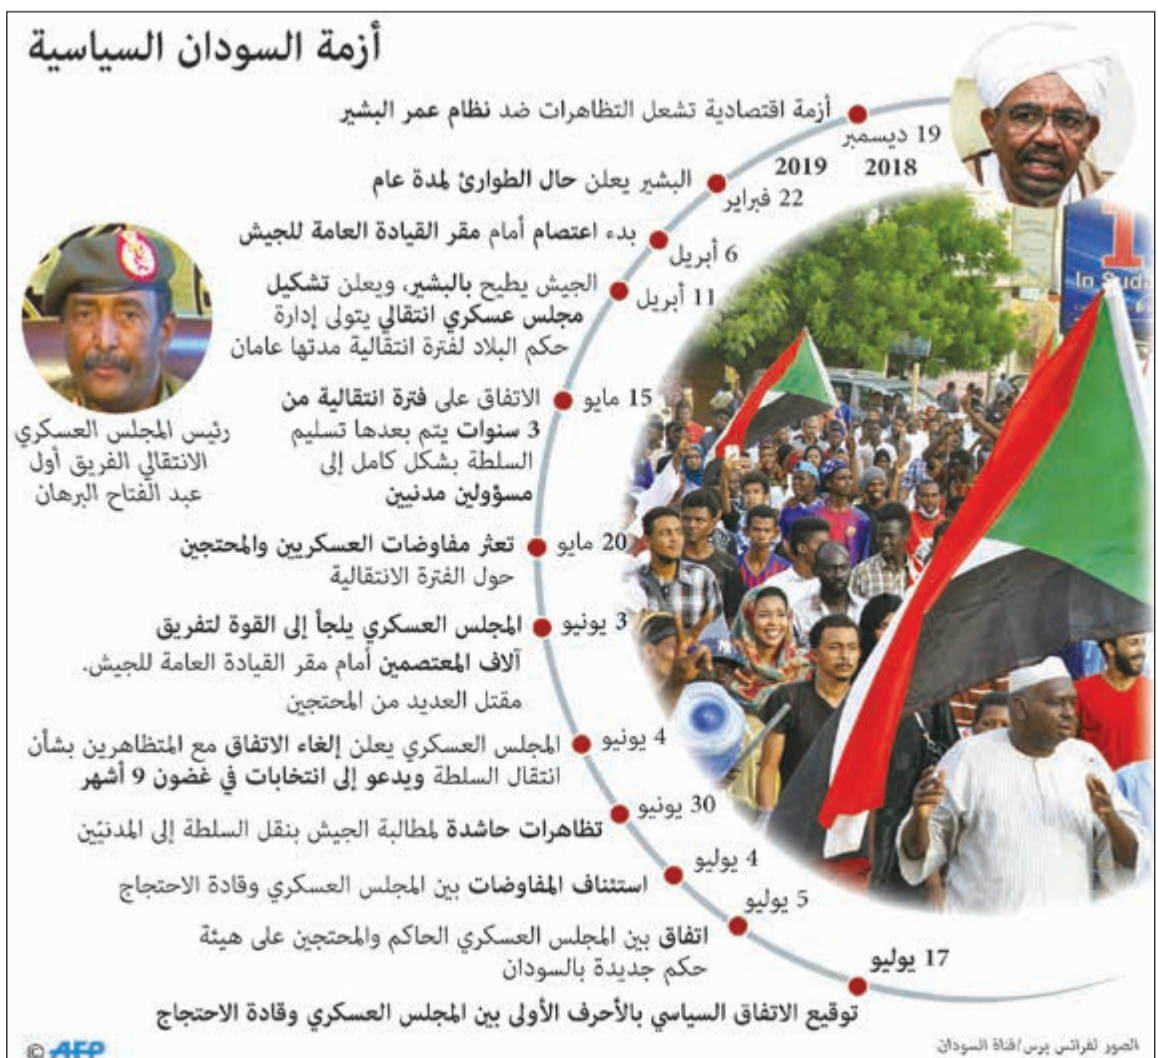 أزمة السودان السياسية
أزمة اقتصادية تشعل التظاهرات ضد نظام عمر البشير
19 ديسمبر
2018
2019
البشير يعلن حال الطوارئ لمدة عام
22 فبراير
بدء اعتصام أمام مقر القيادة العامة للجيش
6 أبريل
الجيش يطيح بالبشير، ويعلن تشكيل
مجلس عسكري انتقالي يتولى إدارة
حكم البلاد لفترة انتقالية مدتها عامان
11 أبريل
15 مايو
الاتفاق على فترة انتقالية من
3 سنوات يتم بعدها تسليم
السلطة بشكل كامل إلى
مسؤولين مدنيين
رئيس المجلس العسكري
الانتقالي الفريق أول
عبد الفتاح البرهان
20 مايو
تعثر مفاوضات العسكريين والمحتجين
حول الفترة الانتقالية
3 يونيو
المجلس العسكري يلجأ إلى القوة لتفريق
آلاف المعتصمين أمام مقر القيادة العامة للجيش.
مقتل العديد من المحتجين
4 يونيو
المجلس العسكري يعلن إلغاء الاتفاق مع المتظاهرين بشأن
انتقال السلطة ويدعو إلى انتخابات في غضون 9 أشهر
30 يونيو
تظاهرات حاشدة لمطالبة الجيش بنقل السلطة إلى المدنيّين
4 يوليو
استئناف المفاوضات بين المجلس العسكري وقادة الاحتجاج
5 يوليو
اتفاق بين المجلس العسكري الحاكم والمحتجين على هيئة
حكم جديدة بالسودان
17 يوليو
توقيع الاتفاق السياسي بالأحرف الأولى بين المجلس العسكري وقادة الاحتجاج
الصور لفرانس برس/قناة السودان
© AFP
In Suda